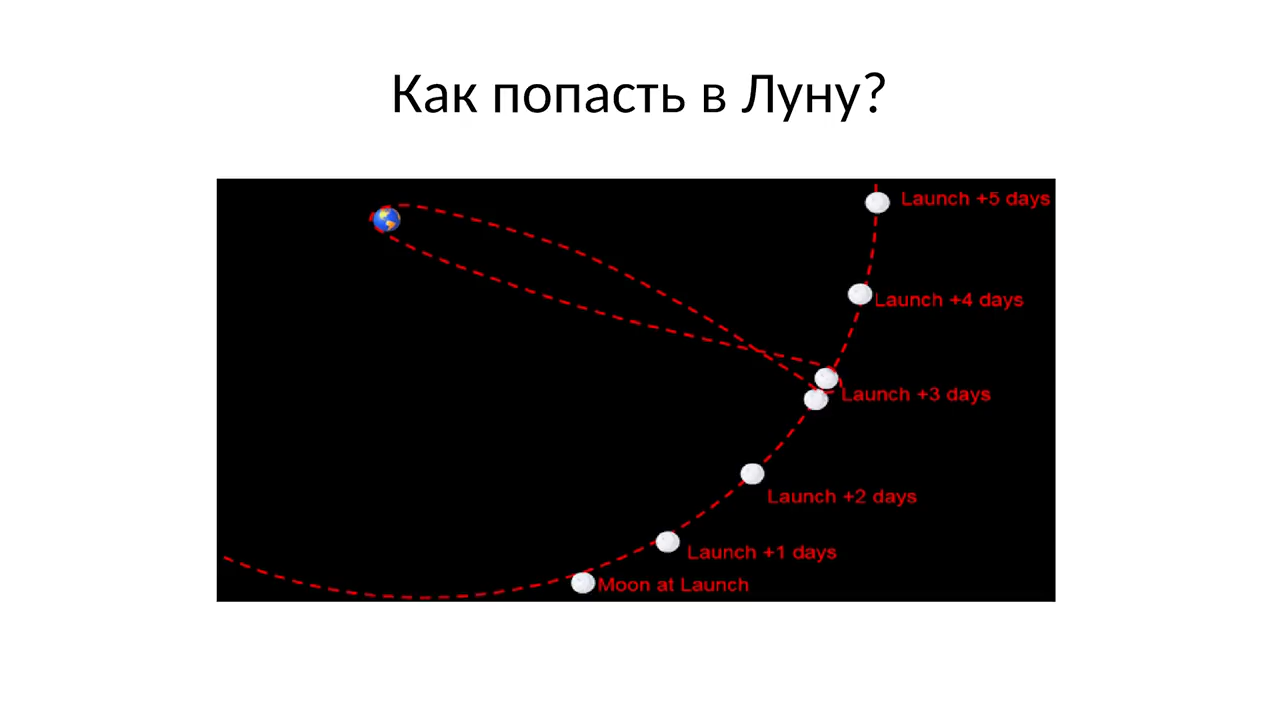 Как попасть в Луну?
Launch +5 days
Launch +4 days
Launch +3 days
Launch +2 days
Launch +1 days
Moon at Launch